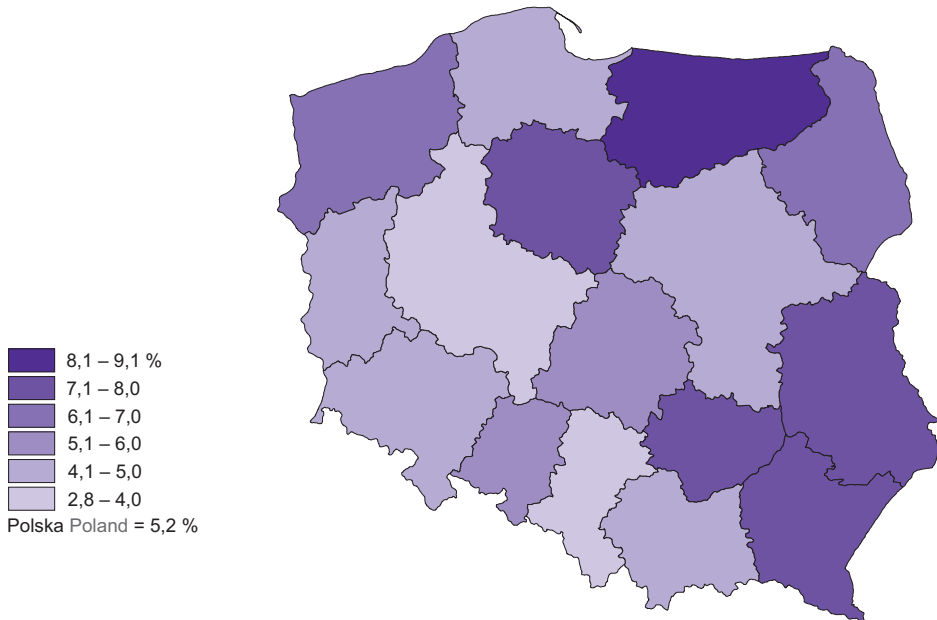 8,1 – 9,1 %
7,1 – 8,0
6,1 – 7,0
5,1 – 6,0
4,1 – 5,0
2,8 – 4,0
Polska Poland = 5,2 %